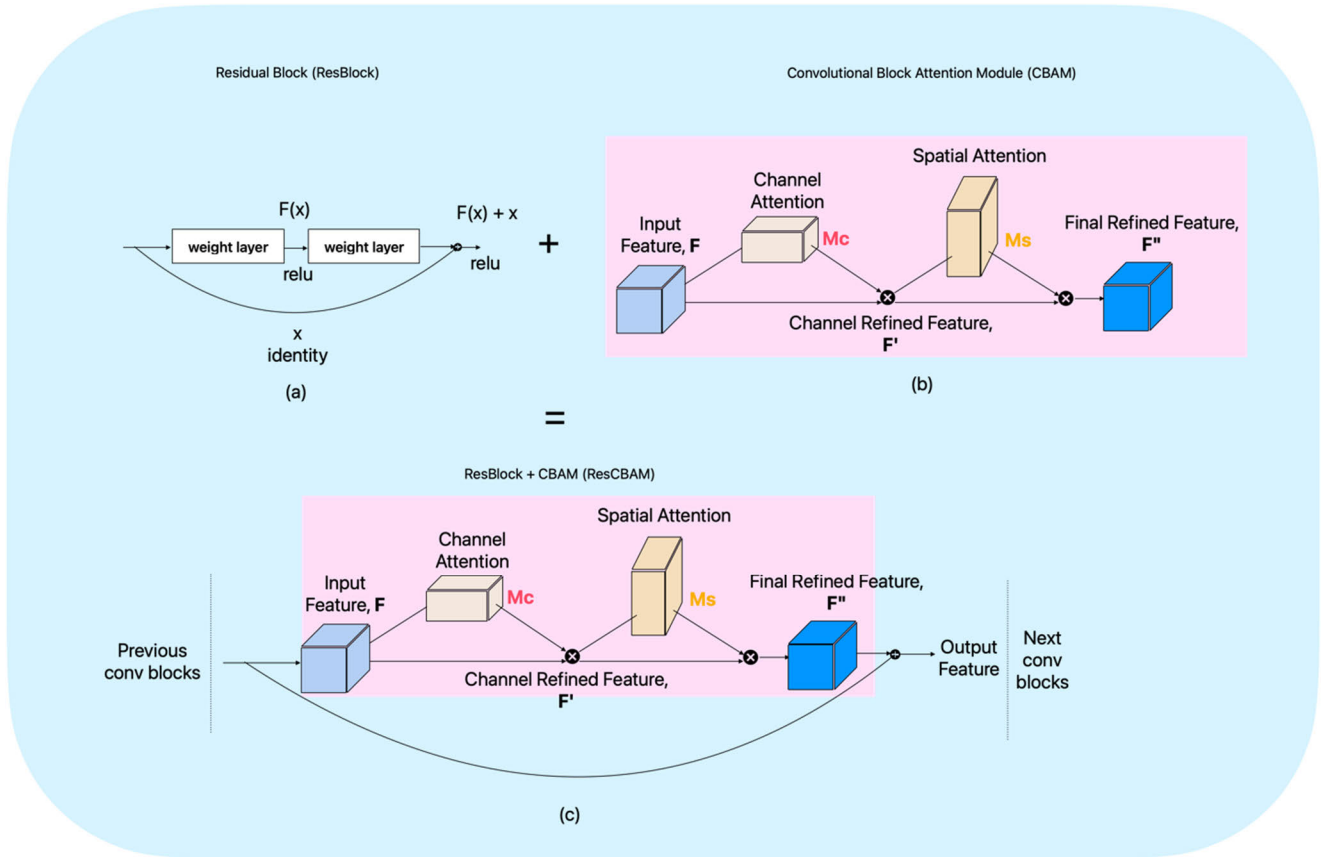 Residual Block (ResBlock)
Convolutional Block Attention Module (CBAM)
F(x)
F(x) + x
weight layer
weight layer
relu
relu
x
identity
(a)
+
Spatial Attention
Channel
Attention
Input
Feature, F
Mc
Ms
Final Refined Feature,
F"
Channel Refined Feature,
F'
(b)
=
ResBlock + CBAM (ResCBAM)
Spatial Attention
Channel
Attention
Input
Feature, F
Mc
Ms
Final Refined Feature,
F"
Previous
conv blocks
Channel Refined Feature,
F'
Output
Feature
Next
conv
blocks
(c)